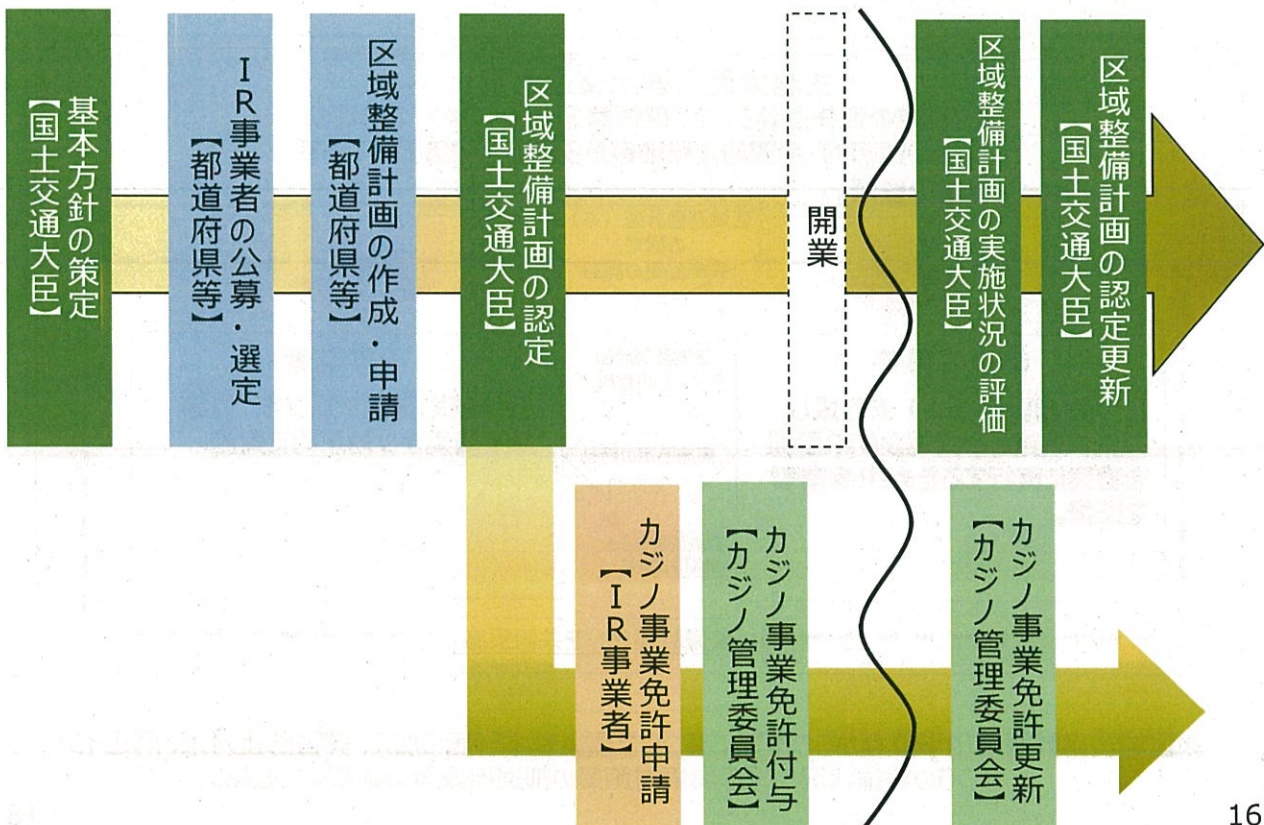 基本方針の策定
【国土交通大臣】
IR事業者の公募・選定
【都道府県等】
区域整備計画の作成・申請
【都道府県等】
区域整備計画の認定
【国土交通大臣】
開業
区域整備計画の実施状況の評価
【国土交通大臣】
区域整備計画の認定更新
【国土交通大臣】
カジノ事業免許申請
【IR事業者】
カジノ事業免許付与
【カジノ管理委員会】
カジノ事業免許更新
【カジノ管理委員会】
16